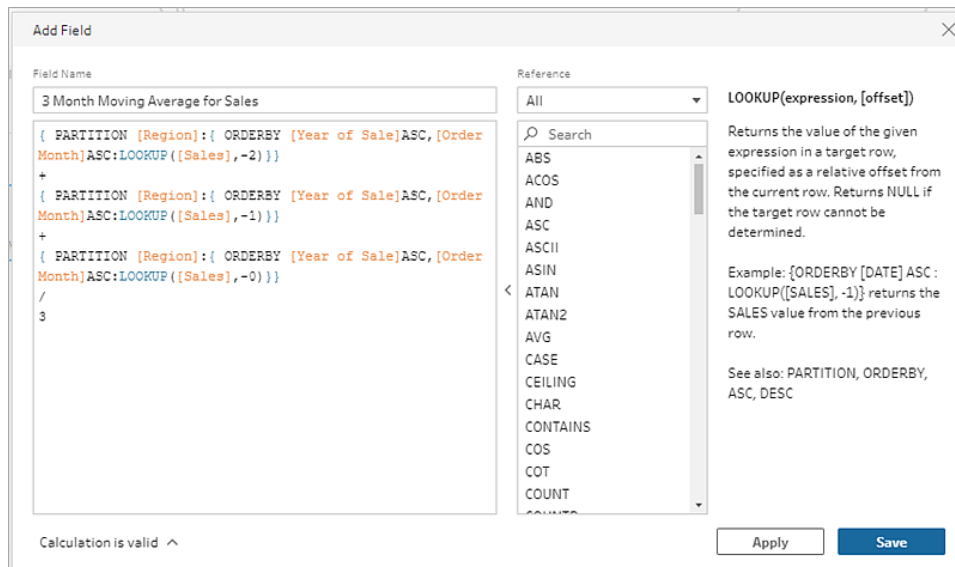 Add Field
Field Name
3 Month Moving Average for Sales
{ PARTITION [Region]:{ ORDERBY [Year of Sale]ASC,[Order
Month]ASC:LOOKUP([Sales],-2)}}
+
{ PARTITION [Region]:{ ORDERBY [Year of Sale]ASC,[Order
Month]ASC:LOOKUP([Sales],-1)}}
+
{ PARTITION [Region]:{ ORDERBY [Year of Sale]ASC,[Order
Month]ASC:LOOKUP([Sales],-0)}}
/
3
Calculation is valid
Reference
All
Search
ABS
ACOS
AND
ASC
ASCII
ASIN
ATAN
ATAN2
AVG
CASE
CEILING
CHAR
CONTAINS
COS
COT
COUNT
LOOKUP(expression, [offset])
Returns the value of the given
expression in a target row,
specified as a relative offset from
the current row. Returns NULL if
the target row cannot be
determined.
Example: {ORDERBY [DATE] ASC :
LOOKUP([SALES], -1)} returns the
SALES value from the previous
row.
See also: PARTITION, ORDERBY,
ASC, DESC
Apply
Save